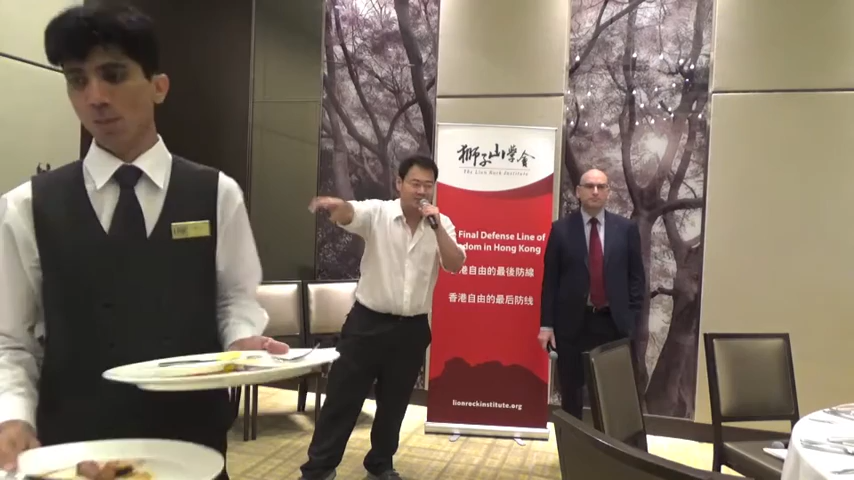 獅子山學會
The Lion Rock Institute
Final Defense Line of
dom in Hong Kong
港自由的最後防線
香港自由的最后防线
lionrockinstitute.org